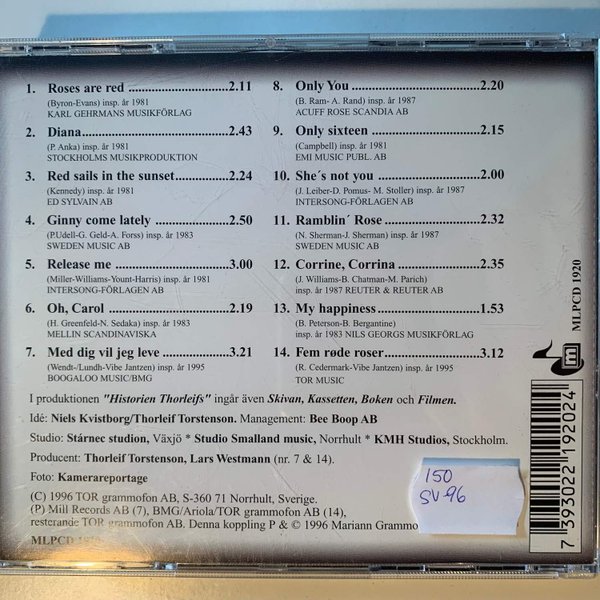 1. Roses are red ..........................2.11
(Byron-Evans) insp. år 1981
KARL GEHRMANS MUSIKFÖRLAG
2. Diana......................................2.43
(P. Anka) insp. år 1981
STOCKHOLMS MUSIKPRODUKTION
3. Red sails in the sunset..............2.24
(Kennedy) insp. år 1981
ED SYLVAIN AB
4. Ginny come lately ...................2.50
(P.Udell-G. Geld-A. Forss) insp. år 1983
SWEDEN MUSIC AB
5. Release me .............................3.00
(Miller-Williams-Yount-Harris) insp. år 1981
INTERSONG-FÖRLAGEN AB
6. Oh, Carol ...............................2.19
(H. Greenfeld-N. Sedaka) insp. år 1983
MELLIN SCANDINAVISKA
7. Med dig vil jeg leve .................3.21
(Wendt-/Lundh-Vibe Jantzen) insp. år 1995
BOOGALOO MUSIC/BMG
8. Only You ................................2.20
(B. Ram- A. Rand) insp. år 1987
ACUFF ROSE SCANDIA AB
9. Only sixteen ...........................2.15
(Campbell) insp. år 1981
EMI MUSIC PUBL. AB
10. She´s not you .........................2.00
(J. Leiber-D. Pomus- M. Stoller) insp. år 1987
INTERSONG-FÖRLAGEN AB
11. Ramblin´ Rose .......................2.32
(N. Sherman-J. Sherman) insp. år 1987
SWEDEN MUSIC AB
12. Corrine, Corrina ....................2.35
(J. Williams-B. Chatman-M. Parich)
insp. år 1987 REUTER & REUTER AB
13. My happiness .........................1.53
(B. Peterson-B. Bergantine)
insp. år 1983 NILS GEORGS MUSIKFÖRLAG
14. Fem røde roser.......................3.12
(R. Cedermark-Vibe Jantzen) insp. år 1995
TOR MUSIC
I produktionen "Historien Thorleifs" ingår även Skivan, Kassetten, Boken och Filmen.
Idé: Niels Kvistborg/Thorleif Torstenson. Management: Bee Boop AB
Studio: Stárnec studion, Växjö * Studio Smalland music, Norrhult * KMH Studios, Stockholm.
Producent: Thorleif Torstenson, Lars Westmann (nr. 7 & 14).
Foto: Kamerareportage
(C) 1996 TOR grammofon AB, S-360 71 Norrhult, Sverige.
(P) Mill Records AB (7), BMG/Ariola/TOR grammofon AB (14),
resterande TOR grammofon AB. Denna koppling P & © 1996 Mariann Grammo
MLPCD 1920
150
SV-96
MLPCD 1920
m
7 393022 192024